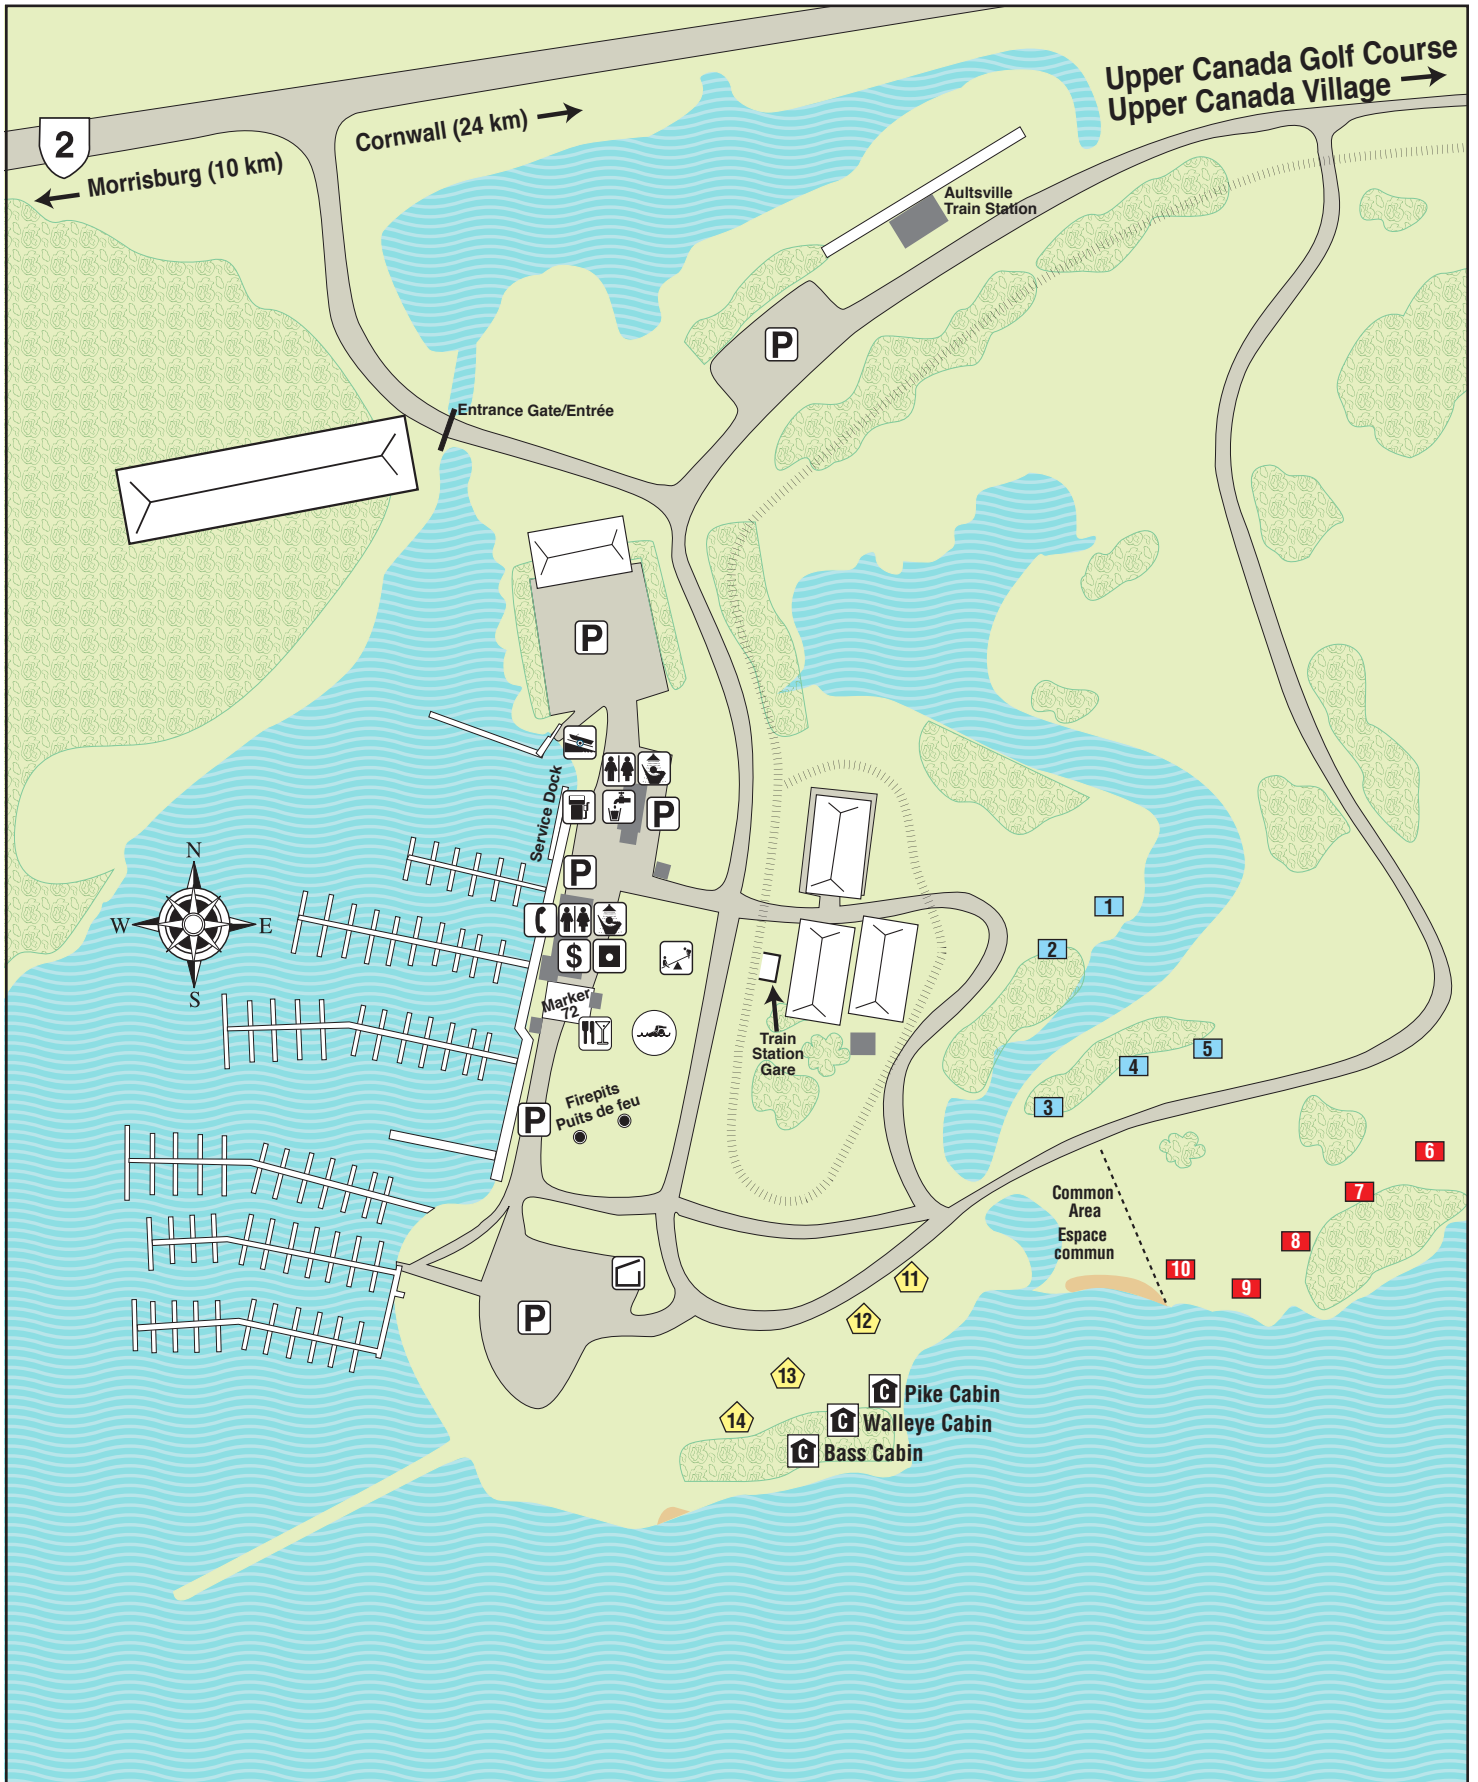 Upper Canada Golf Course
Upper Canada Village
2
Cornwall (24 km)
Morrisburg (10 km)
Aultsville
Train Station
P
Entrance Gate/Entrée
P
Service Dock
P
P
N
W
E
S
$
Marker
72
Train
Station
Gare
Firepits
Puits de feu
P
1
2
3
4
5
6
7
8
9
10
Common
Area
Espace
commun
11
12
13
14
P
C
Pike Cabin
C
Walleye Cabin
C
Bass Cabin